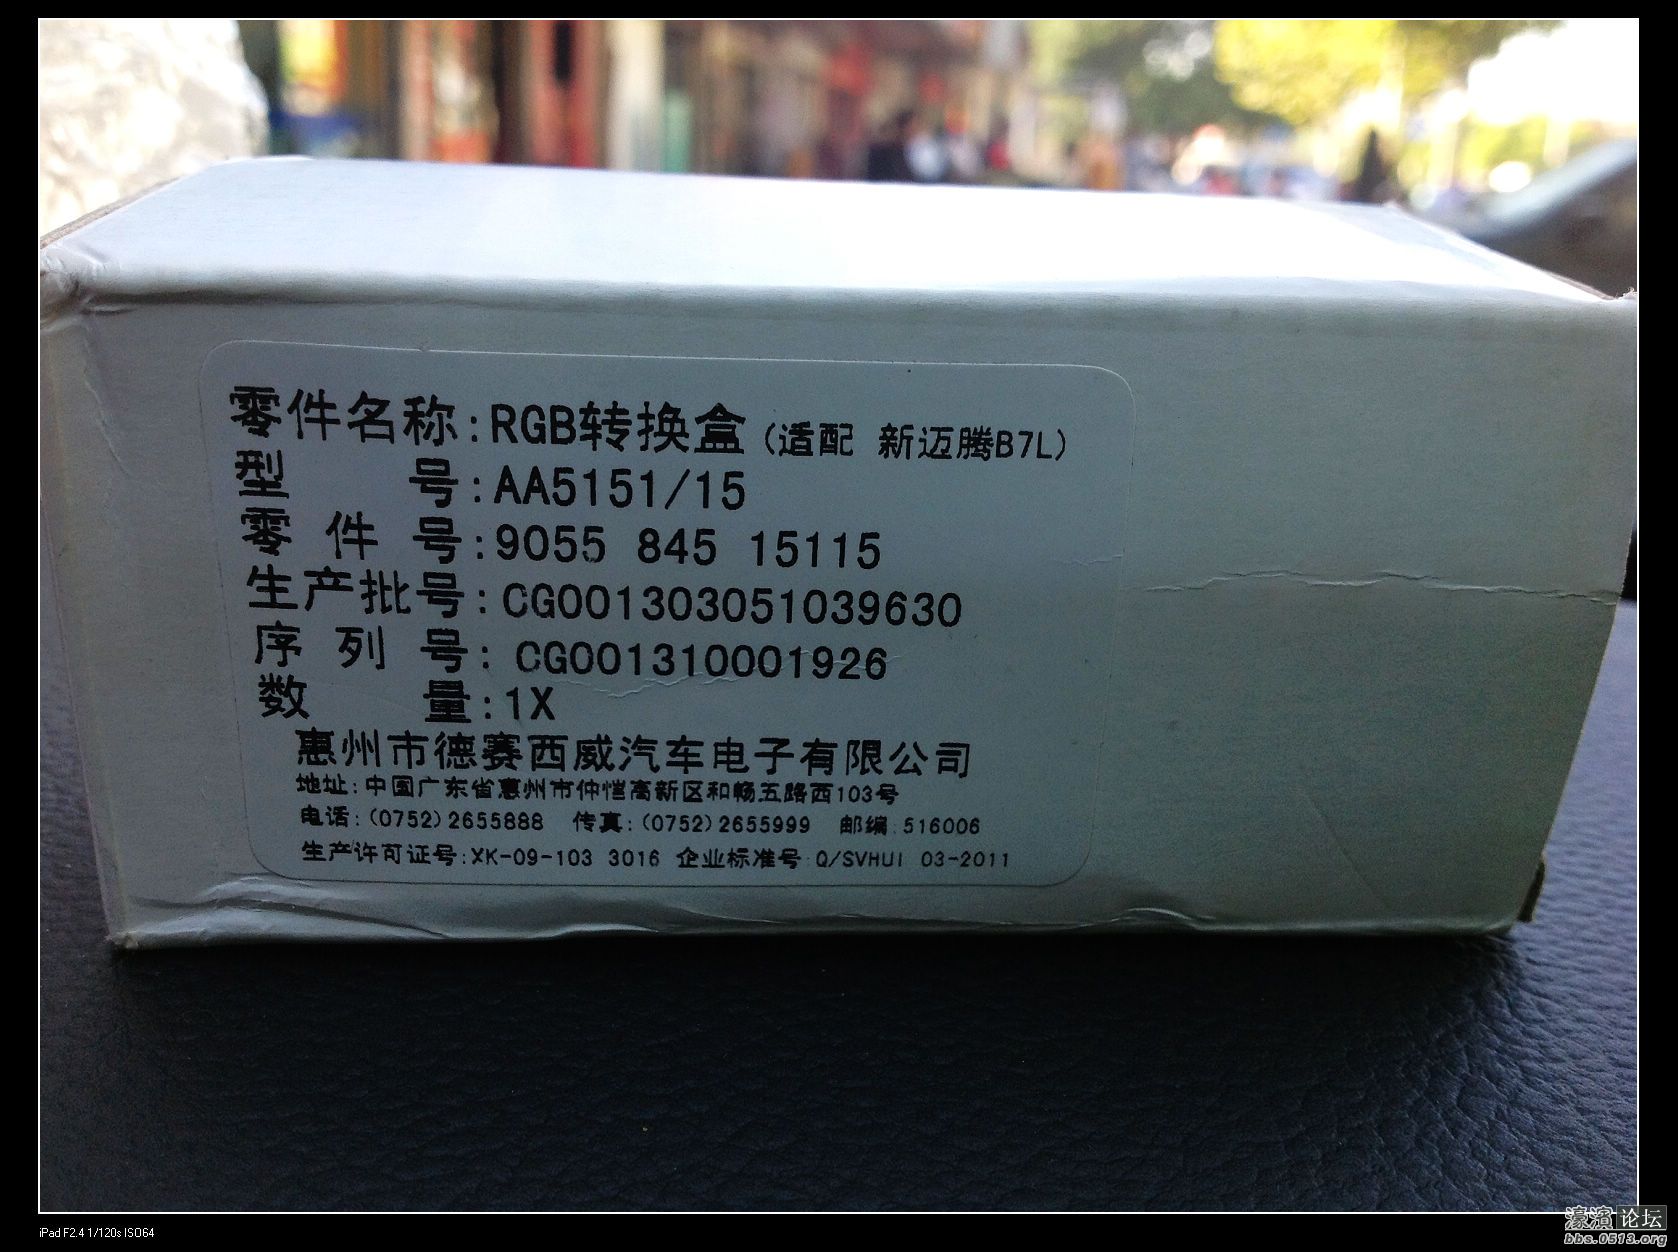 零件名称:RGB转换盒(适配 新迈腾B7L)
型 号:AA5151/15
零 件 号:9055 845 15115
生产批号:CG001303051039630
序 列 号: CG001310001926
数 量:1X
惠州市德赛西威汽车电子有限公司
地址:中国广东省惠州市仲恺高新区和畅五路西103号
电话:(0752)2655888 传真:(0752)2655999 邮编:516006
生产许可证号:XK-09-103 3016 企业标准号:Q/SVHUI 03-2011
iPad F2.4 1/120s ISO64
濠滨论坛
bbs.0513.org